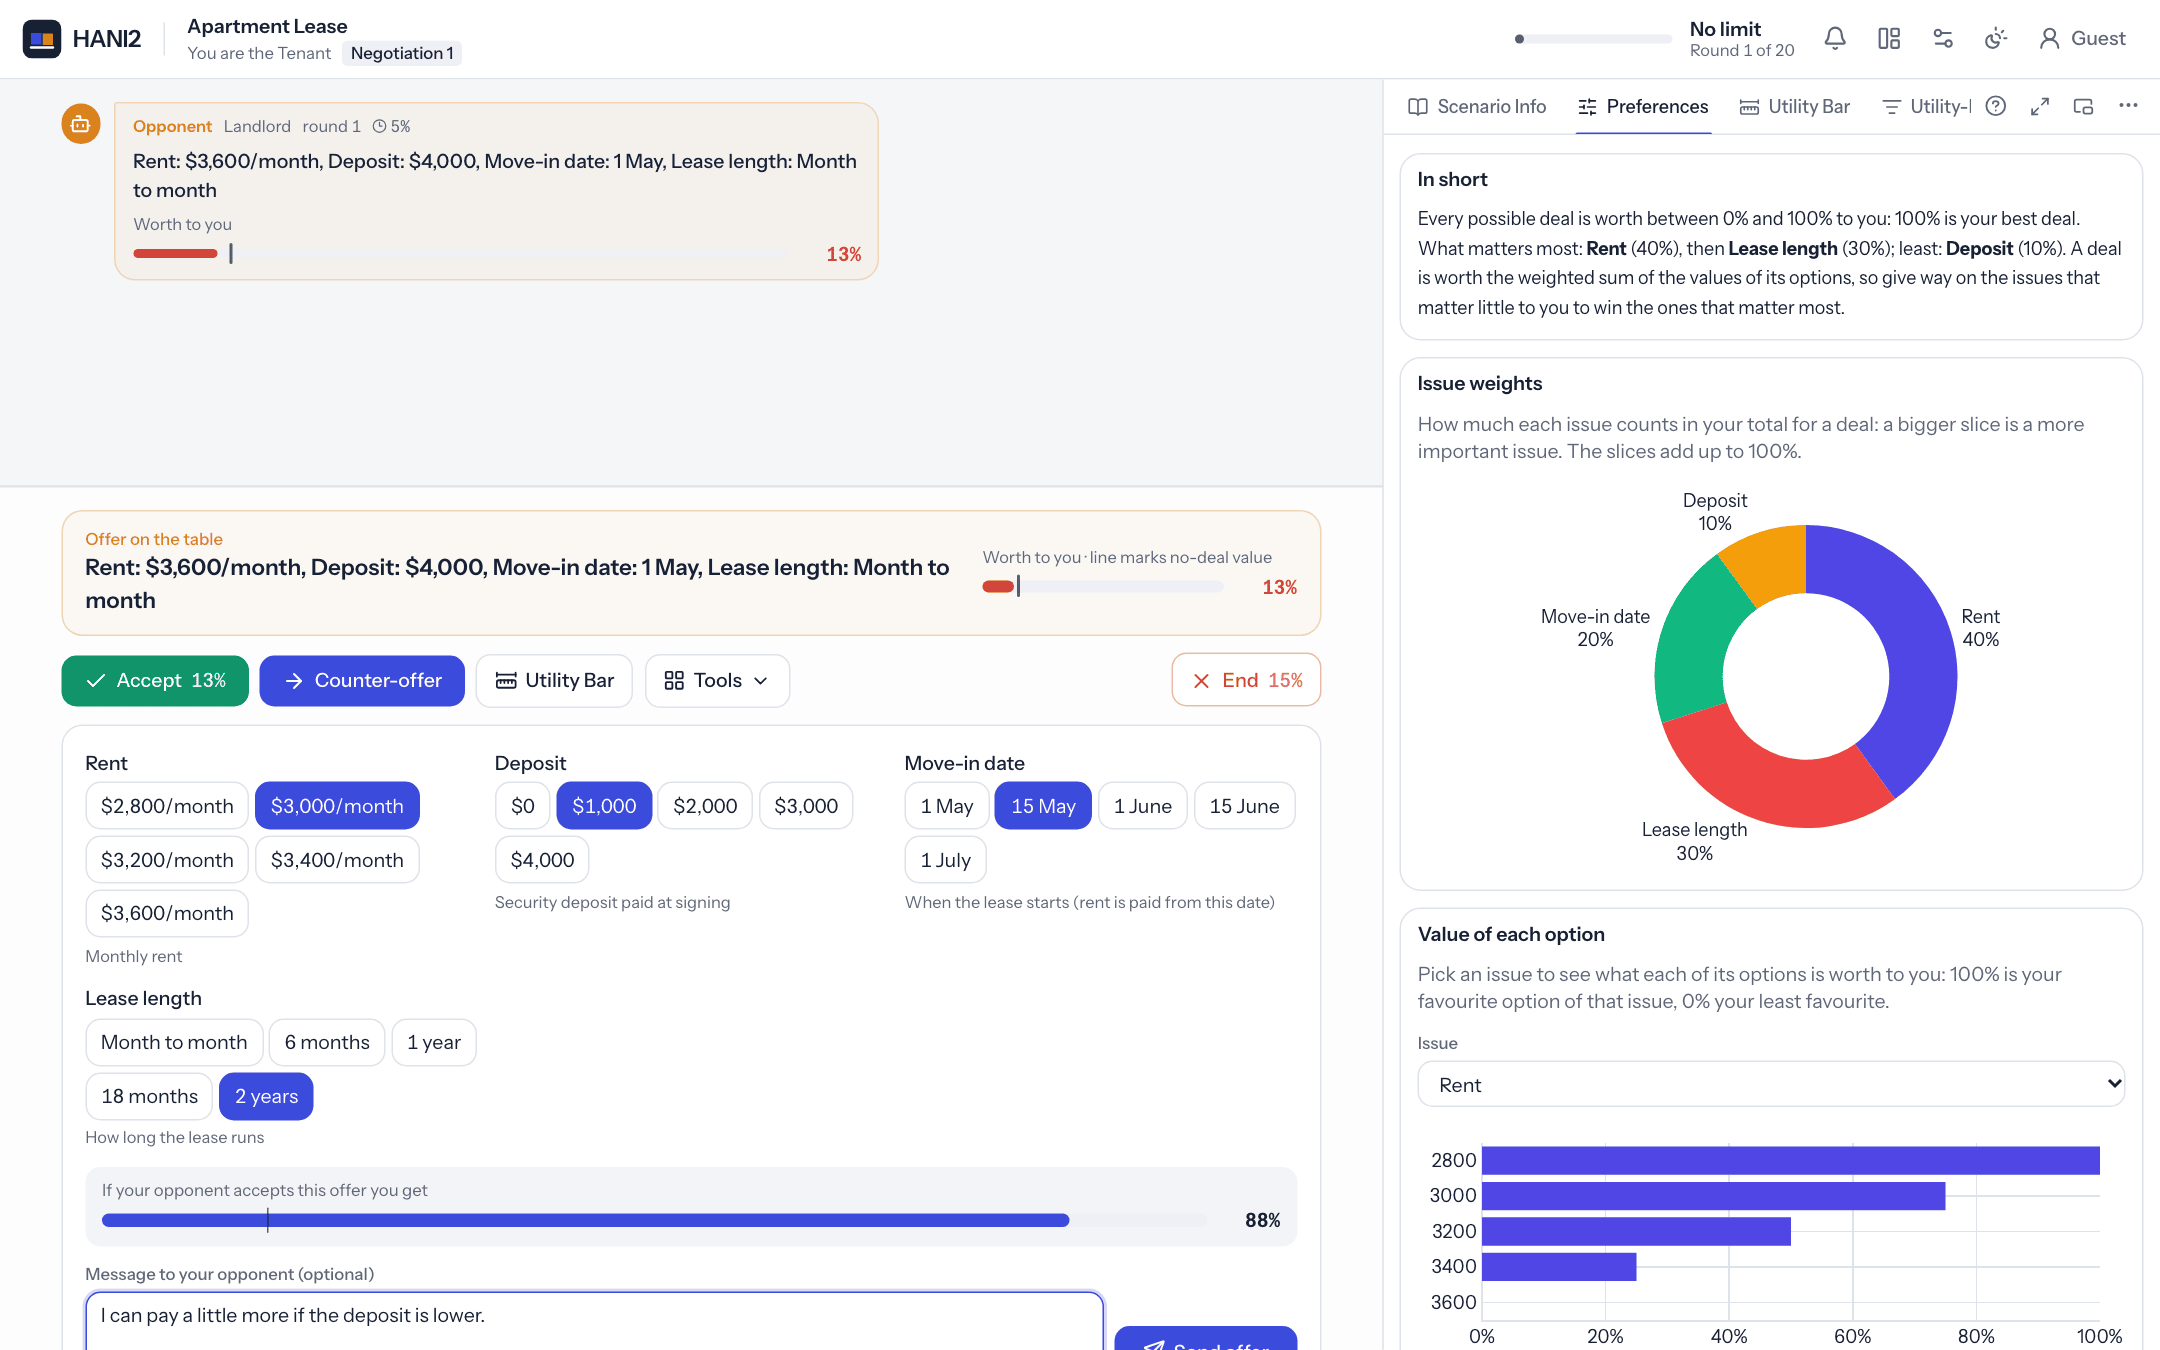 HANI2
Apartment Lease
You are the Tenant Negotiation 1
No limit
Round 1 of 20
Guest
Opponent Landlord round 1 5%
Rent: $3,600/month, Deposit: $4,000, Move-in date: 1 May, Lease length: Month
to month
Worth to you
13%
Offer on the table
Rent: $3,600/month, Deposit: $4,000, Move-in date: 1 May, Lease length: Month to
month
Worth to you · line marks no-deal value
13%
Accept 13%
Counter-offer
Utility Bar
Tools
End 15%
Rent
$2,800/month $3,000/month
$3,200/month $3,400/month
$3,600/month
Monthly rent
Deposit
$0 $1,000 $2,000 $3,000
$4,000
Security deposit paid at signing
Move-in date
1 May 15 May 1 June 15 June
1 July
When the lease starts (rent is paid from this date)
Lease length
Month to month 6 months 1 year
18 months 2 years
How long the lease runs
If your opponent accepts this offer you get
88%
Message to your opponent (optional)
I can pay a little more if the deposit is lower.
Send offer
Scenario Info Preferences Utility Bar Utility-
In short
Every possible deal is worth between 0% and 100% to you: 100% is your best deal.
What matters most: Rent (40%), then Lease length (30%); least: Deposit (10%). A deal
is worth the weighted sum of the values of its options, so give way on the issues that
matter little to you to win the ones that matter most.
Issue weights
How much each issue counts in your total for a deal: a bigger slice is a more
important issue. The slices add up to 100%.
Deposit
10%
Rent
40%
Move-in date
20%
Lease length
30%
Value of each option
Pick an issue to see what each of its options is worth to you: 100% is your
favourite option of that issue, 0% your least favourite.
Issue
Rent
2800
3000
3200
3400
3600
0% 20% 40% 60% 80% 100%